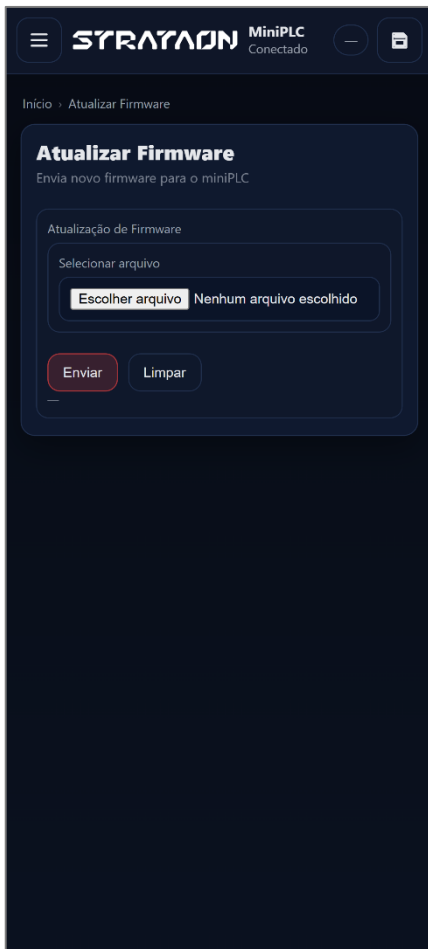 STRATAON
MiniPLC
Conectado
—
Início › Atualizar Firmware
Atualizar Firmware
Envia novo firmware para o miniPLC
Atualização de Firmware
Selecionar arquivo
Escolher arquivo Nenhum arquivo escolhido
Enviar Limpar
—